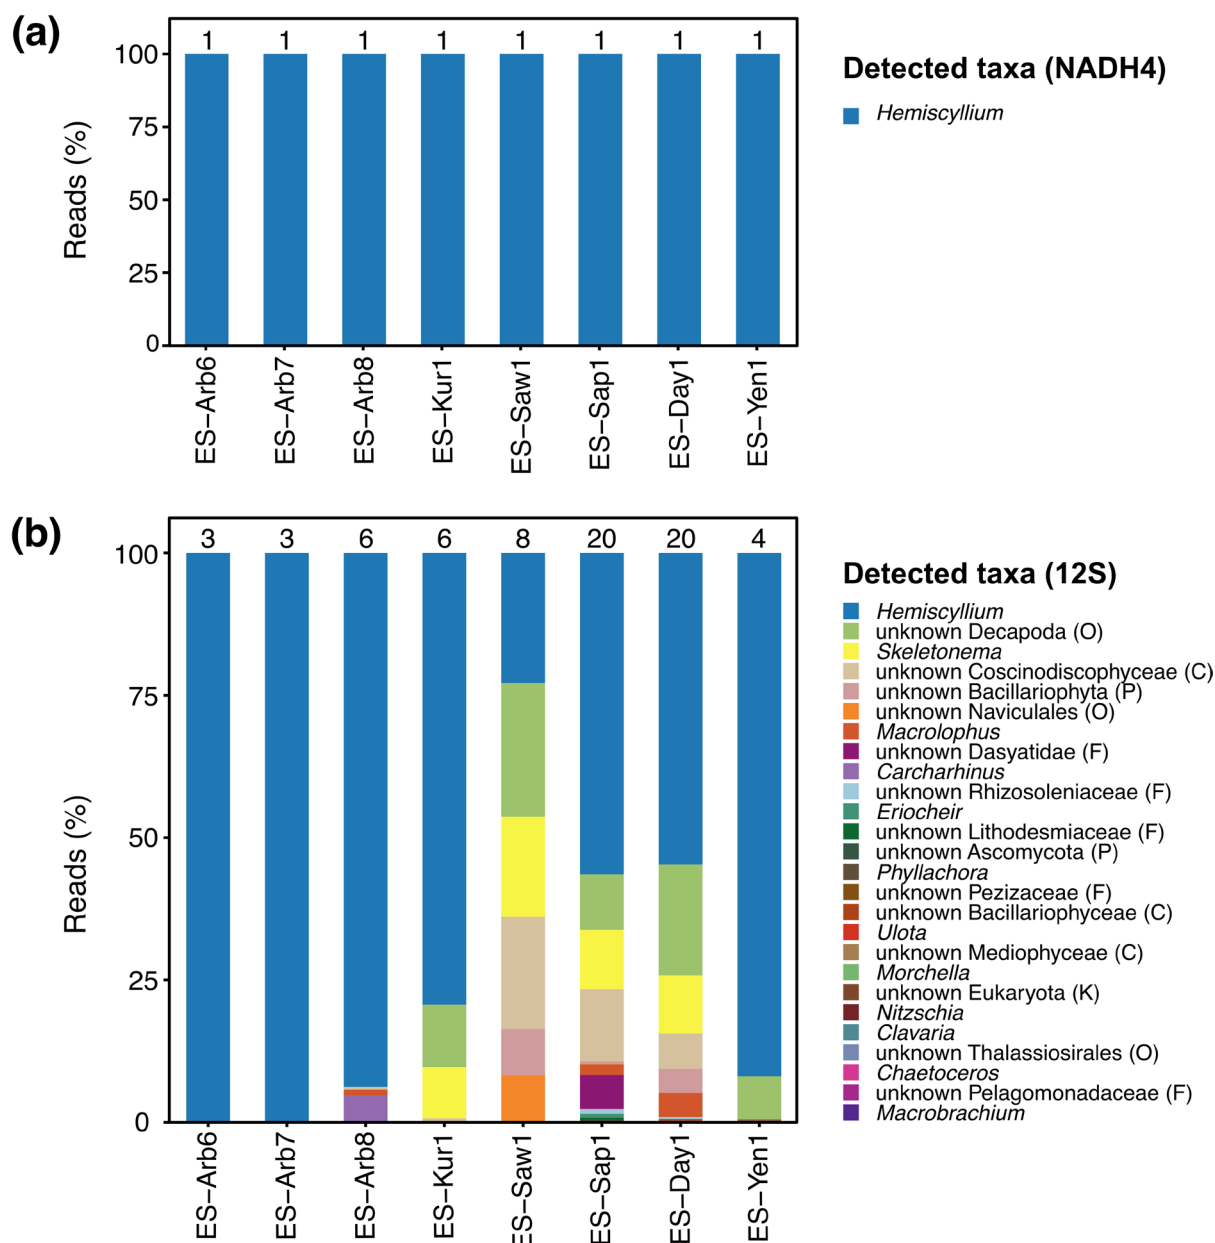 (a)
1 1 1 1 1 1 1 1
100
75
50
25
0
Reads (%)
ES−Arb6
ES−Arb7
ES−Arb8
ES−Kur1
ES−Saw1
ES−Sap1
ES−Day1
ES−Yen1
Detected taxa (NADH4)
Hemiscyllium
(b)
3 3 6 6 8 20 20 4
100
75
50
25
0
Reads (%)
ES−Arb6
ES−Arb7
ES−Arb8
ES−Kur1
ES−Saw1
ES−Sap1
ES−Day1
ES−Yen1
Detected taxa (12S)
Hemiscyllium
unknown Decapoda (O)
Skeletonema
unknown Coscinodiscophyceae (C)
unknown Bacillariophyta (P)
unknown Naviculales (O)
Macrolophus
unknown Dasyatidae (F)
Carcharhinus
unknown Rhizosoleniaceae (F)
Eriocheir
unknown Lithodesmiaceae (F)
unknown Ascomycota (P)
Phyllachora
unknown Pezizaceae (F)
unknown Bacillariophyceae (C)
Ulota
unknown Mediophyceae (C)
Morchella
unknown Eukaryota (K)
Nitzschia
Clavaria
unknown Thalassiosirales (O)
Chaetoceros
unknown Pelagomonadaceae (F)
Macrobrachium